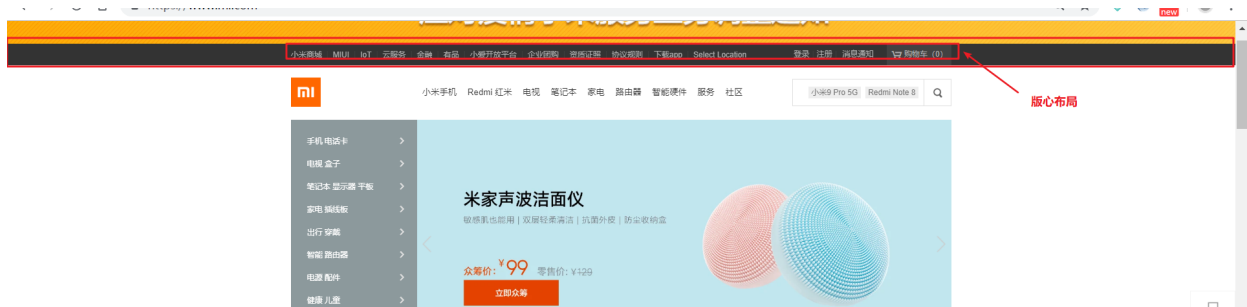 new
小米商城 MIUI IoT 云服务 金融 有品 小爱开放平台 企业团购 资质证照 协议规则 下载app Select Location 登录 注册 消息通知 购物车（0）
小米手机 Redmi 红米 电视 笔记本 家电 路由器 智能硬件 服务 社区 小米9 Pro 5G Redmi Note 8
版心布局
手机 电话卡
电视 盒子
笔记本 显示器 平板
家电 插线板
出行 穿戴
智能 路由器
电源 配件
健康 儿童
米家声波洁面仪
敏感肌也能用 | 双层轻柔清洁 | 抗菌外皮 | 防尘收纳盒
众筹价: ¥99 零售价: ¥129
立即众筹